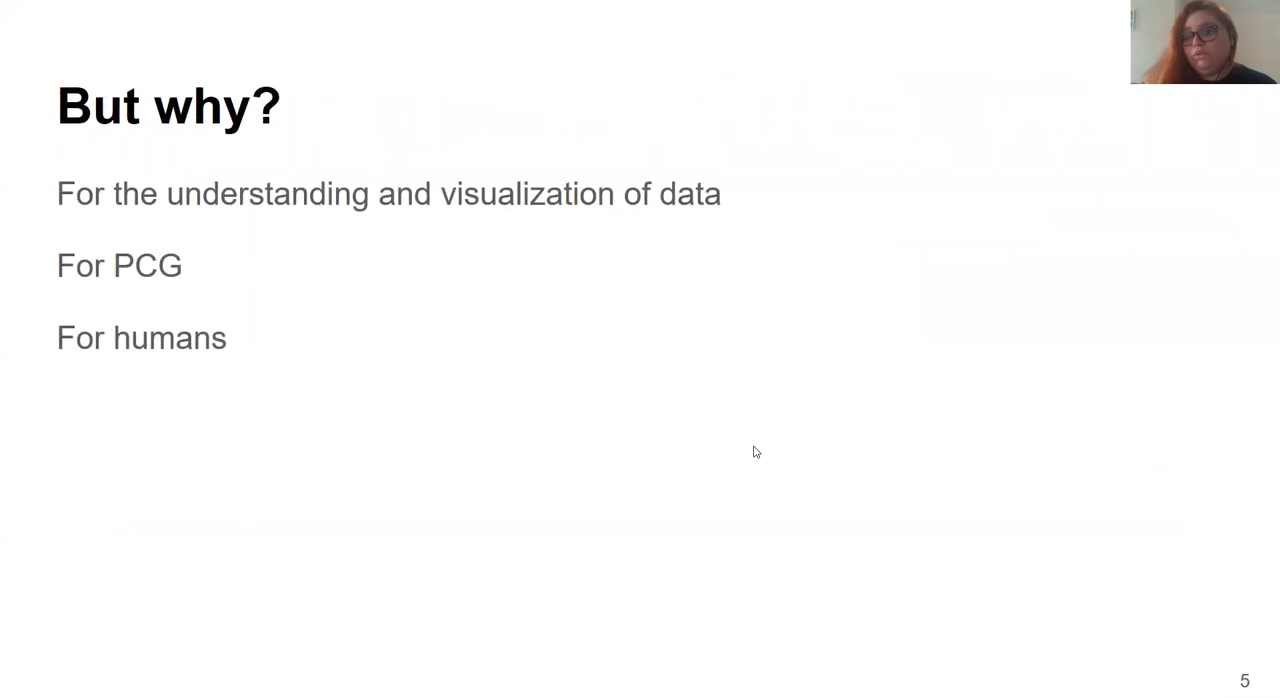 But why?
For the understanding and visualization of data
For PCG
For humans
5